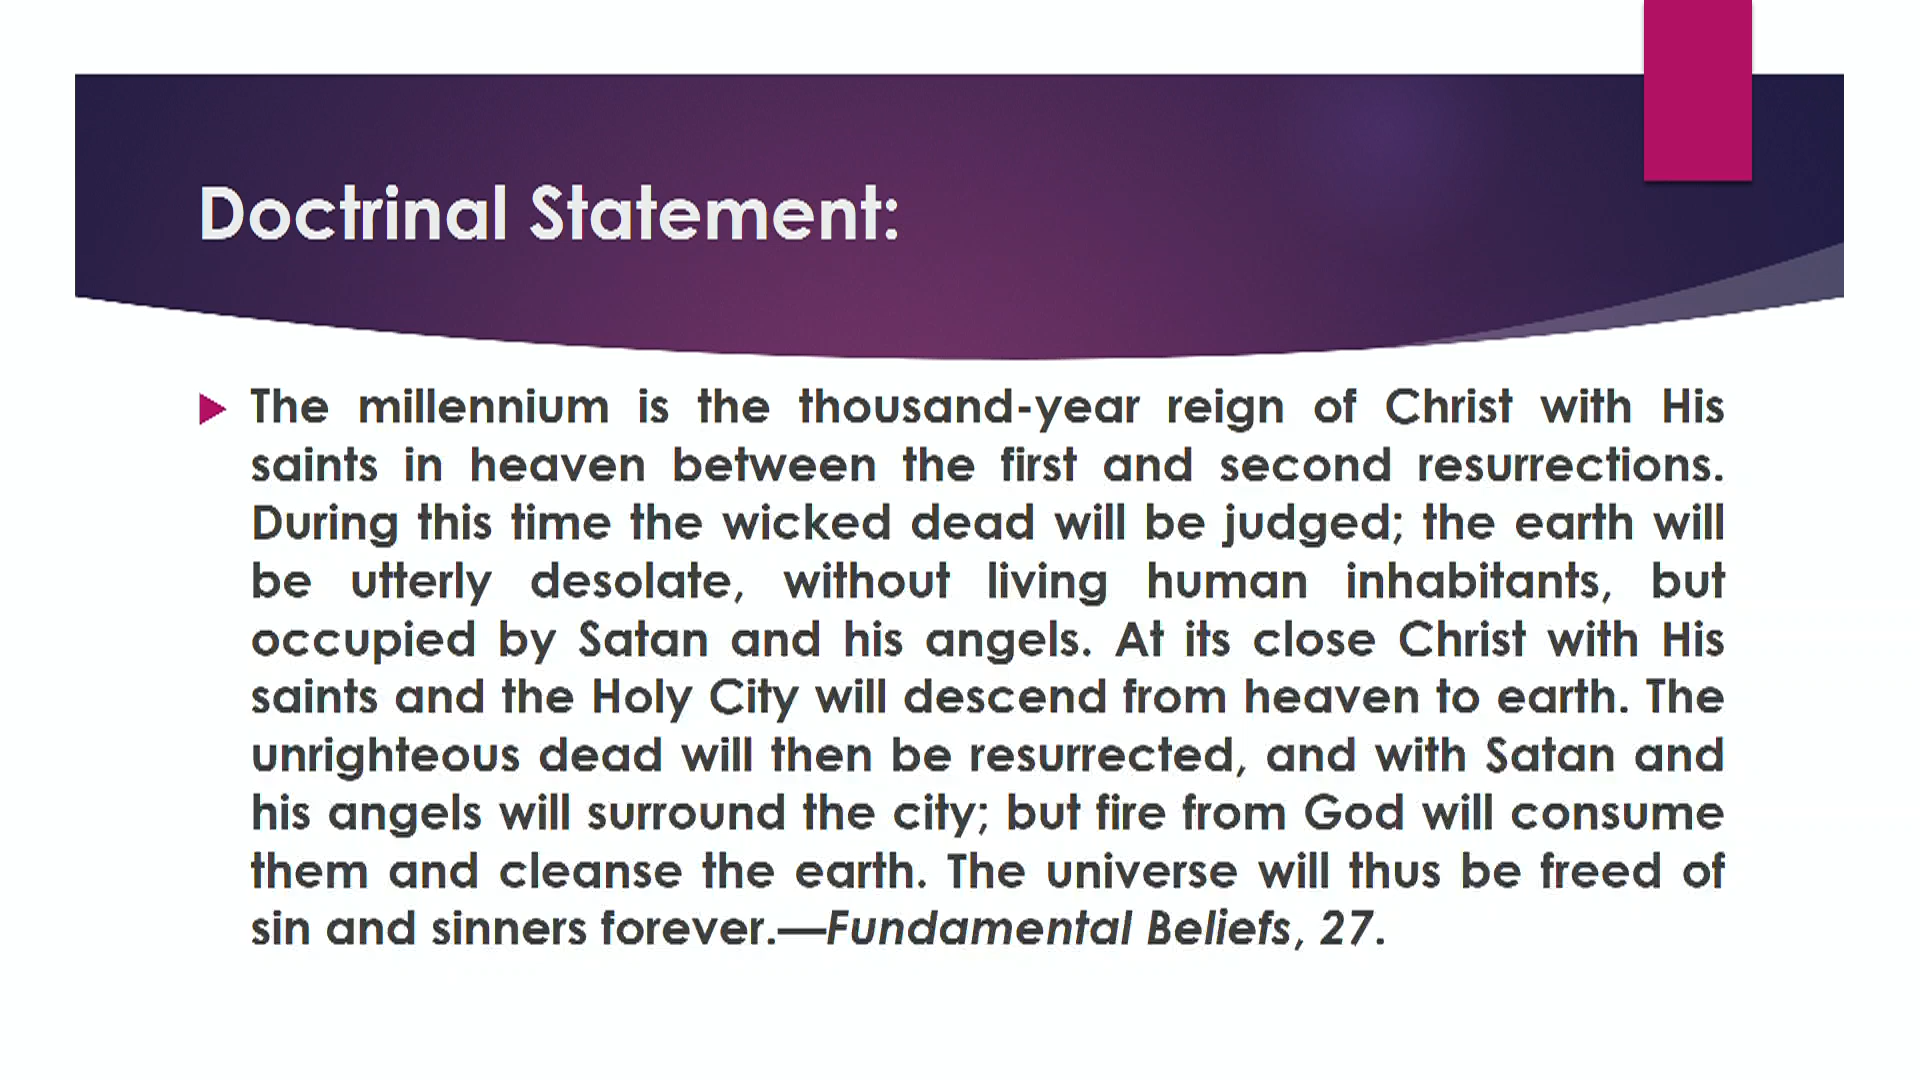 Doctrinal Statement:
The millennium is the thousand-year reign of Christ with His
saints in heaven between the first and second resurrections.
During this time the wicked dead will be judged; the earth will
be utterly desolate, without living human inhabitants, but
occupied by Satan and his angels. At its close Christ with His
saints and the Holy City will descend from heaven to earth. The
unrighteous dead will then be resurrected, and with Satan and
his angels will surround the city; but fire from God will consume
them and cleanse the earth. The universe will thus be freed of
sin and sinners forever.—Fundamental Beliefs, 27.